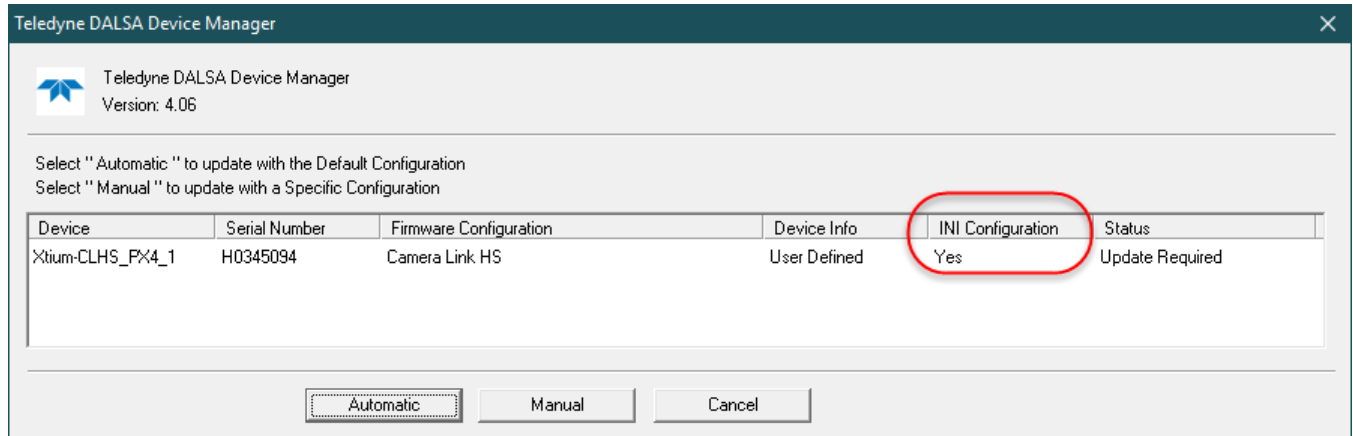 Teledyne DALSA Device Manager
Teledyne DALSA Device Manager
Version: 4.06
Select "Automatic" to update with the Default Configuration
Select "Manual" to update with a Specific Configuration
Device Serial Number Firmware Configuration Device Info INI Configuration Status
Xtium-CLHS_PX4_1 H0345094 Camera Link HS User Defined Yes Update Required
Automatic Manual Cancel